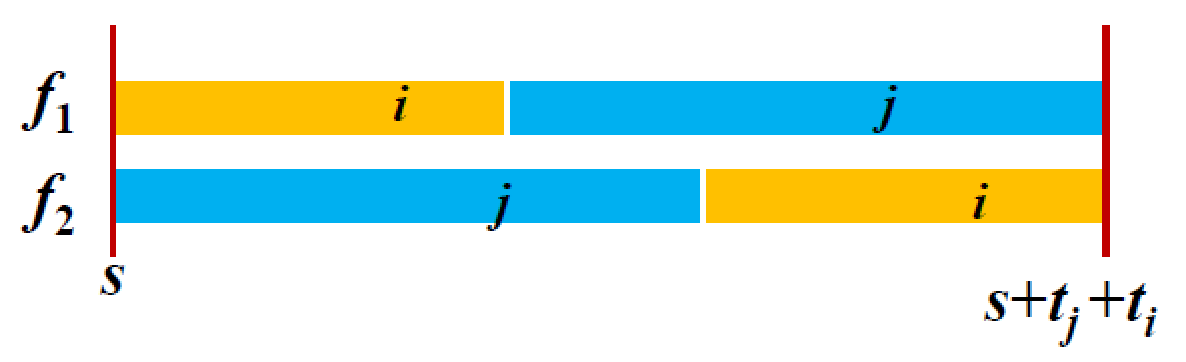 f₁ i j
f₂ j i
s s+tⱼ+tᵢ